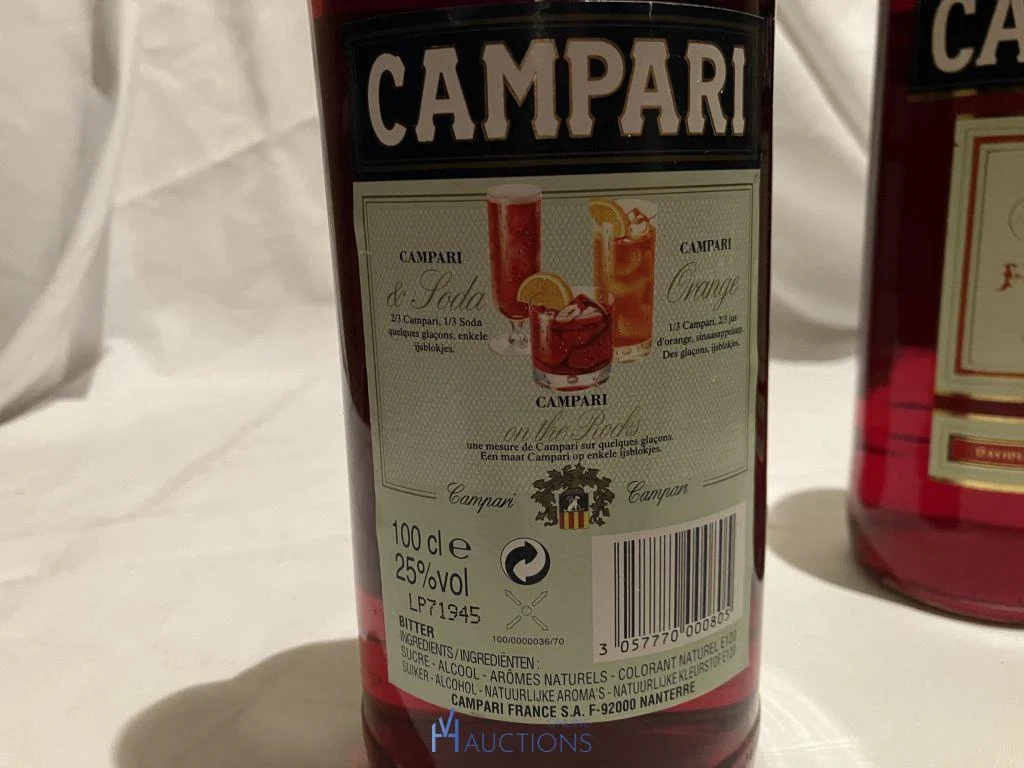 CAMPARI
CAMPARI
& Soda
2/3 Campari, 1/3 Soda
quelques glaçons, enkele
ijsblokjes.
CAMPARI
Orange
1/3 Campari, 2/3 jus
d'orange, sinaasappelsap.
Des glaçons, ijsblokjes.
CAMPARI
on the Rocks
une mesure de Campari sur quelques glaçons.
Een maat Campari op enkele ijsblokjes.
Campari
Campari
100 cl e
25%vol
LP71945
100/0000036/70
3 057770 000805
BITTER
INGREDIENTS / INGREDIËNTEN :
SUCRE - ALCOOL - ARÔMES NATURELS - COLORANT NATUREL E120
SUIKER - ALCOHOL - NATUURLIJKE AROMA'S - NATUURLIJKE KLEURSTOF E120
CAMPARI FRANCE S.A. F-92000 NANTERRE
CA
DAVIDE
VH ONLINE
AUCTIONS